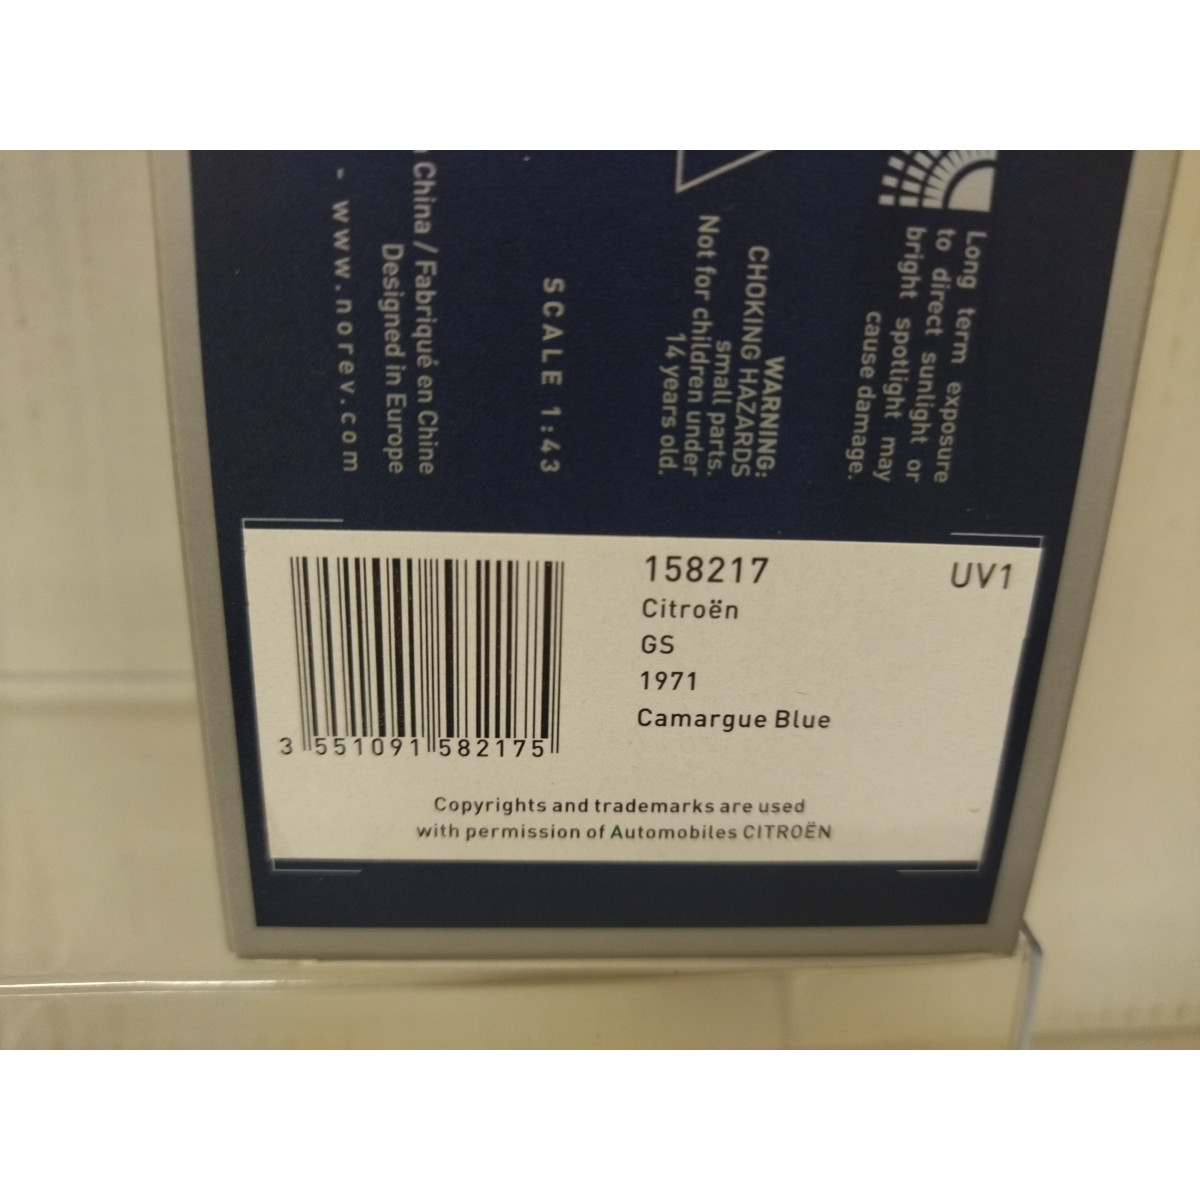 Long term exposure
to direct sunlight or
bright spotlight may
cause damage.
WARNING:
CHOKING HAZARDS
small parts.
Not for children under
14 years old.
SCALE 1:43
China / Fabriqué en Chine
Designed in Europe
- www.norev.com
158217
UV1
Citroën
GS
1971
Camargue Blue
3 551091 582175
Copyrights and trademarks are used
with permission of Automobiles CITROËN